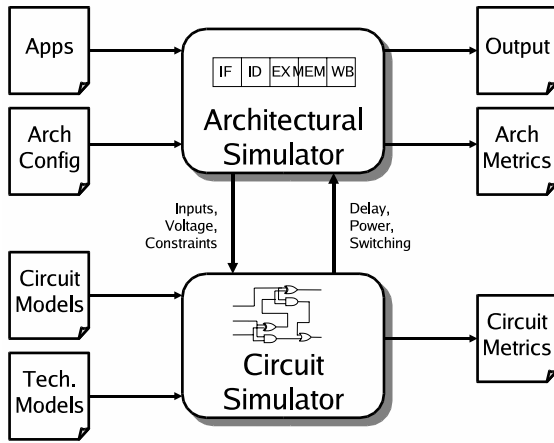 Apps
Arch
Config
IF ID EX MEM WB
Architectural
Simulator
Output
Arch
Metrics
Inputs,
Voltage,
Constraints
Delay,
Power,
Switching
Circuit
Models
Tech.
Models
Circuit
Simulator
Circuit
Metrics